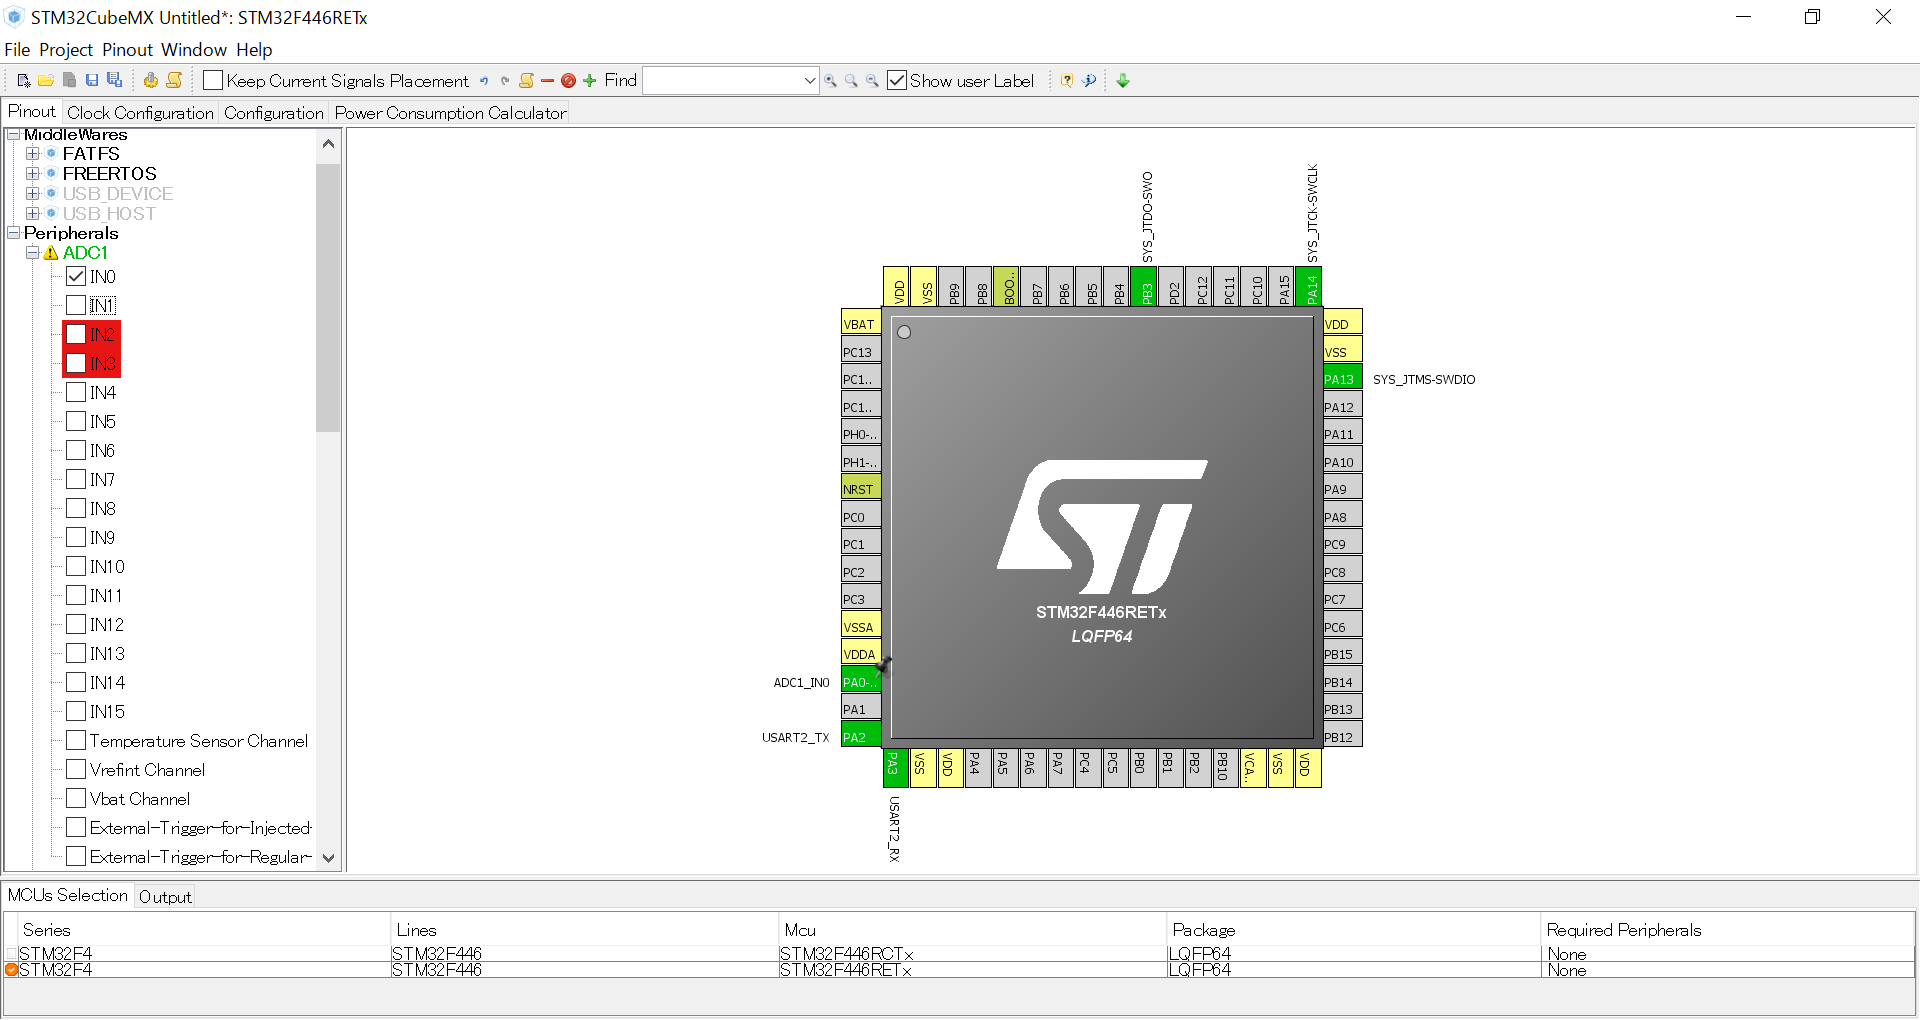 STM32CubeMX Untitled*: STM32F446RETx
File Project Pinout Window Help
Keep Current Signals Placement Find Show user Label
Pinout Clock Configuration Configuration Power Consumption Calculator
MiddleWares
FATFS
FREERTOS
USB_DEVICE
USB_HOST
Peripherals
ADC1
IN0
IN1
IN2
IN3
IN4
IN5
IN6
IN7
IN8
IN9
IN10
IN11
IN12
IN13
IN14
IN15
Temperature Sensor Channel
Vrefint Channel
Vbat Channel
External-Trigger-for-Injected-
External-Trigger-for-Regular-
SYS_JTDO-SWO
SYS_JTCK-SWCLK
VDD VSS PB9 PB8 BOO.. PB7 PB6 PB5 PB4 PB3 PD2 PC12 PC11 PC10 PA15 PA14
VBAT
PC13
PC1..
PC1..
PH0-..
PH1-..
NRST
PC0
PC1
PC2
PC3
VSSA
VDDA
ADC1_IN0 PA0-..
PA1
USART2_TX PA2
STM32F446RETx
LQFP64
VDD
VSS
PA13 SYS_JTMS-SWDIO
PA12
PA11
PA10
PA9
PA8
PC9
PC8
PC7
PC6
PB15
PB14
PB13
PB12
PA3 VSS VDD PA4 PA5 PA6 PA7 PC4 PC5 PB0 PB1 PB2 PB10 VCA.. VSS VDD
USART2_RX
MCUs Selection Output
Series Lines Mcu Package Required Peripherals
STM32F4 STM32F446 STM32F446RCTx LQFP64 None
STM32F4 STM32F446 STM32F446RETx LQFP64 None